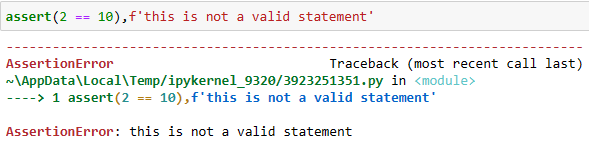 assert(2 == 10),f'this is not a valid statement'
---------------------------------------------------------------------------
AssertionError                            Traceback (most recent call last)
~\AppData\Local\Temp/ipykernel_9320/3923251351.py in <module>
----> 1 assert(2 == 10),f'this is not a valid statement'
AssertionError: this is not a valid statement